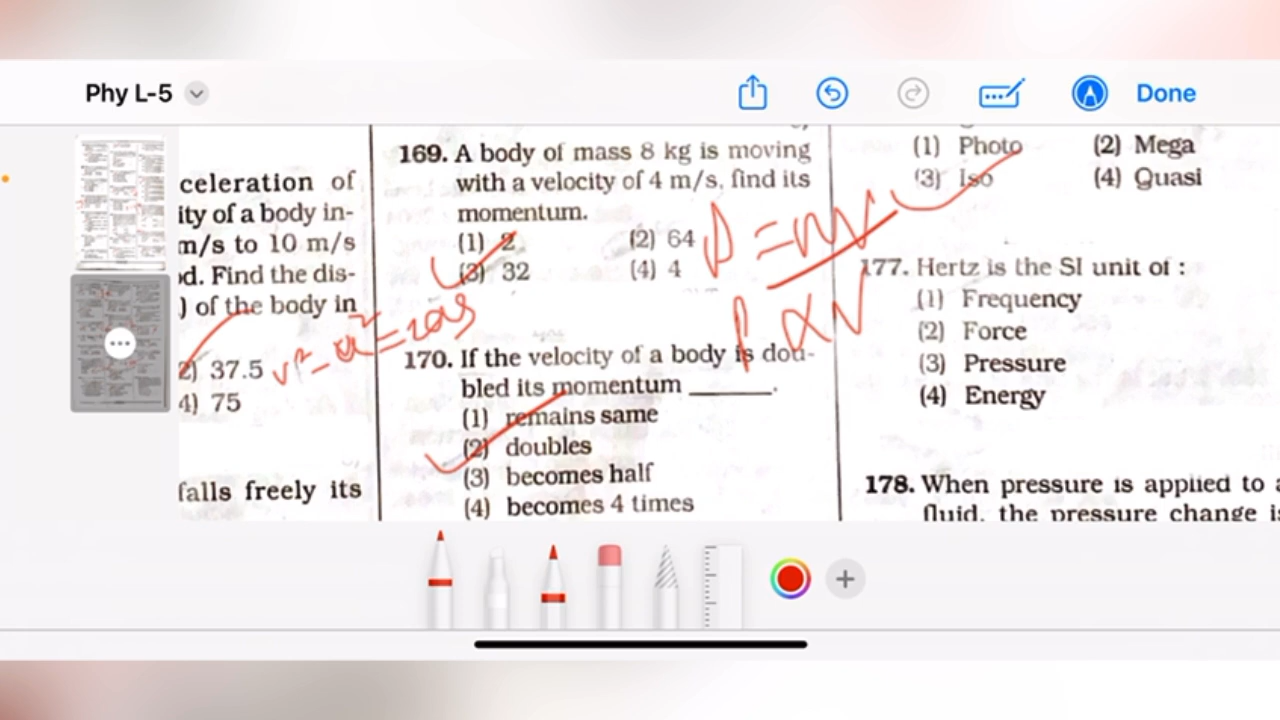 Phy L-5
Done
celeration of
ity of a body in-
m/s to 10 m/s
d. Find the dis-
) of the body in
2) 37.5
4) 75
v²-u²=2as
falls freely its
169. A body of mass 8 kg is moving
with a velocity of 4 m/s, find its
momentum.
(1) 2 (2) 64
(3) 32 (4) 4
p=mv
p∝v
170. If the velocity of a body is dou-
bled its momentum ______.
(1) remains same
(2) doubles
(3) becomes half
(4) becomes 4 times
(1) Photo (2) Mega
(3) Iso (4) Quasi
177. Hertz is the SI unit of :
(1) Frequency
(2) Force
(3) Pressure
(4) Energy
178. When pressure is applied to a
fluid, the pressure change is